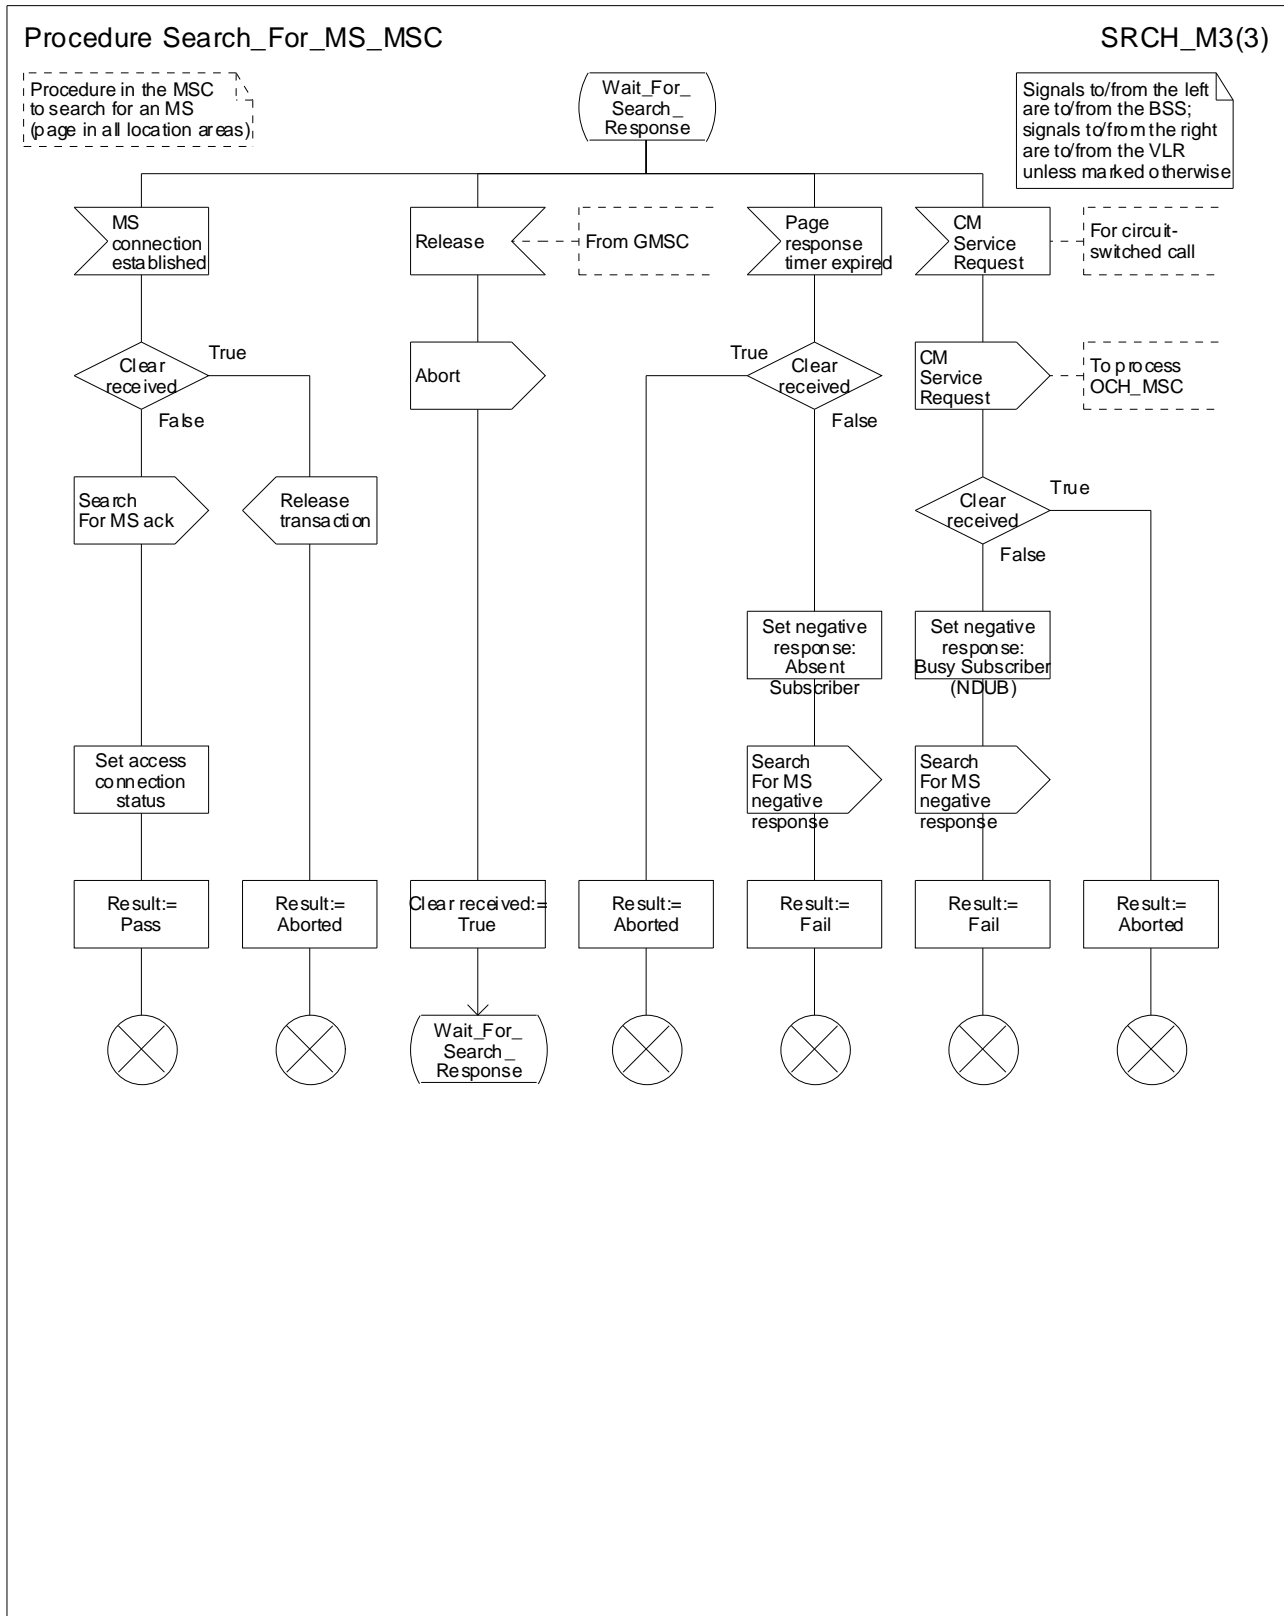 Procedure Search_For_MS_MSC
SRCH_M3(3)
Procedure in the MSC
to search for an MS
(page in all location areas)
Wait_For_
Search_
Response
Signals to/from the left
are to/from the BSS;
signals to/from the right
are to/from the VLR
unless marked otherwise
MS
connection
established
Release
From GMSC
Page
response
timer expired
CM
Service
Request
For circuit-
switched call
Clear
received
True
False
Abort
True
Clear
received
False
CM
Service
Request
To process
OCH_MSC
Search
For MS ack
Release
transaction
Clear
received
True
False
Set negative
response:
Absent
Subscriber
Set negative
response:
Busy Subscriber
(NDUB)
Set access
connection
status
Search
For MS
negative
response
Search
For MS
negative
response
Result:=
Pass
Result:=
Aborted
Clear received:=
True
Result:=
Aborted
Result:=
Fail
Result:=
Fail
Result:=
Aborted
Wait_For_
Search_
Response